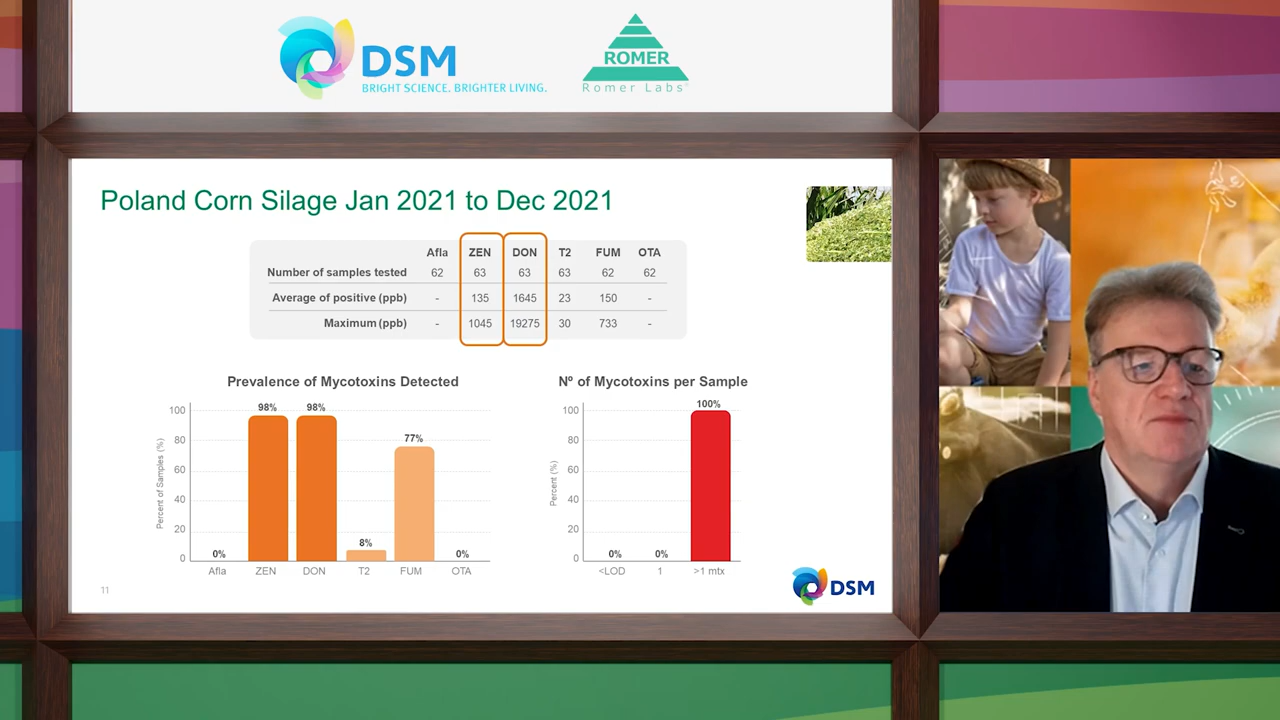 DSM
BRIGHT SCIENCE. BRIGHTER LIVING.
ROMER
Romer Labs
Poland Corn Silage Jan 2021 to Dec 2021
Afla ZEN DON T2 FUM OTA
Number of samples tested 62 63 63 63 62 62
Average of positive (ppb) - 135 1645 23 150 -
Maximum (ppb) - 1045 19275 30 733 -
Prevalence of Mycotoxins Detected
Percent of Samples (%)
100
80
60
40
20
0
0% 98% 98% 8% 77% 0%
Afla ZEN DON T2 FUM OTA
Nº of Mycotoxins per Sample
Percent (%)
100
80
60
40
20
0
0% 0% 100%
<LOD 1 >1 mtx
11
DSM